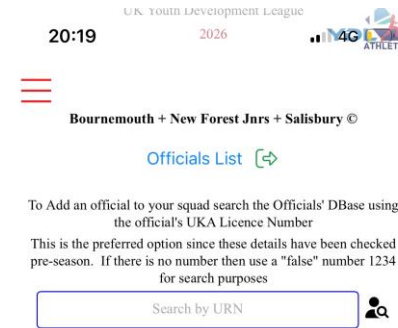 UK Youth Development League
20:19
2026
4G
ATHLET
Bournemouth + New Forest Jnrs + Salisbury ©
Officials List
To Add an official to your squad search the Officials' DBase using
the official's UKA Licence Number
This is the preferred option since these details have been checked
pre-season. If there is no number then use a "false" number 1234
for search purposes
Search by URN